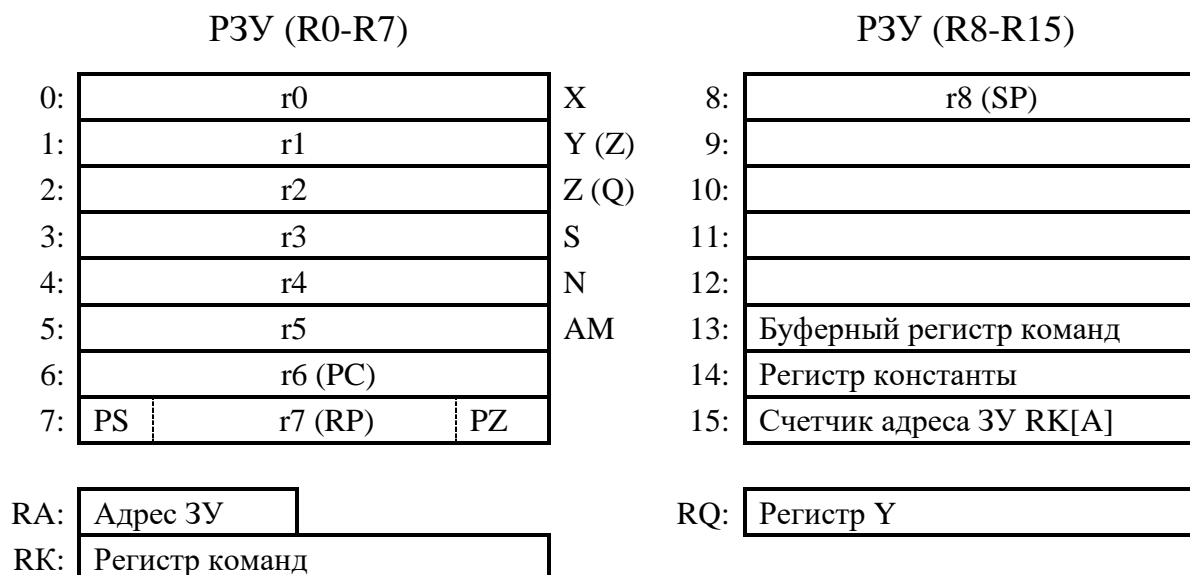 РЗУ (R0-R7) РЗУ (R8-R15)
0: r0 X 8: r8 (SP)
1: r1 Y (Z) 9:
2: r2 Z (Q) 10:
3: r3 S 11:
4: r4 N 12:
5: r5 AM 13: Буферный регистр команд
6: r6 (PC) 14: Регистр константы
7: PS r7 (RP) PZ 15: Счетчик адреса ЗУ RK[A]
RA: Адрес ЗУ RQ: Регистр Y
RK: Регистр команд